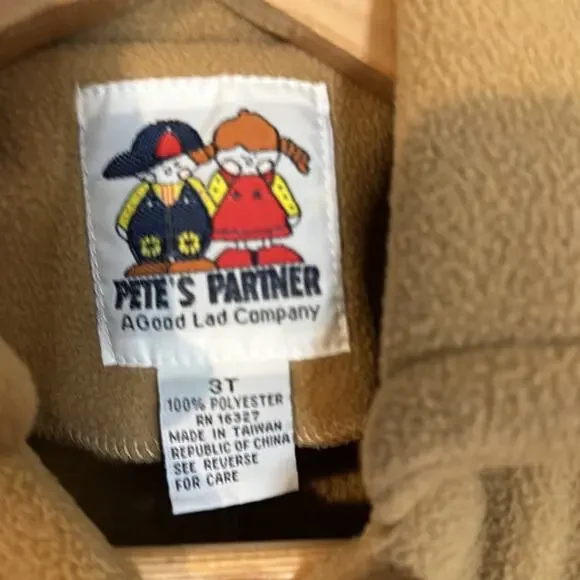 PETE'S PARTNER
A Good Lad Company
3T
100% POLYESTER
RN 16327
MADE IN TAIWAN
REPUBLIC OF CHINA
SEE REVERSE
FOR CARE